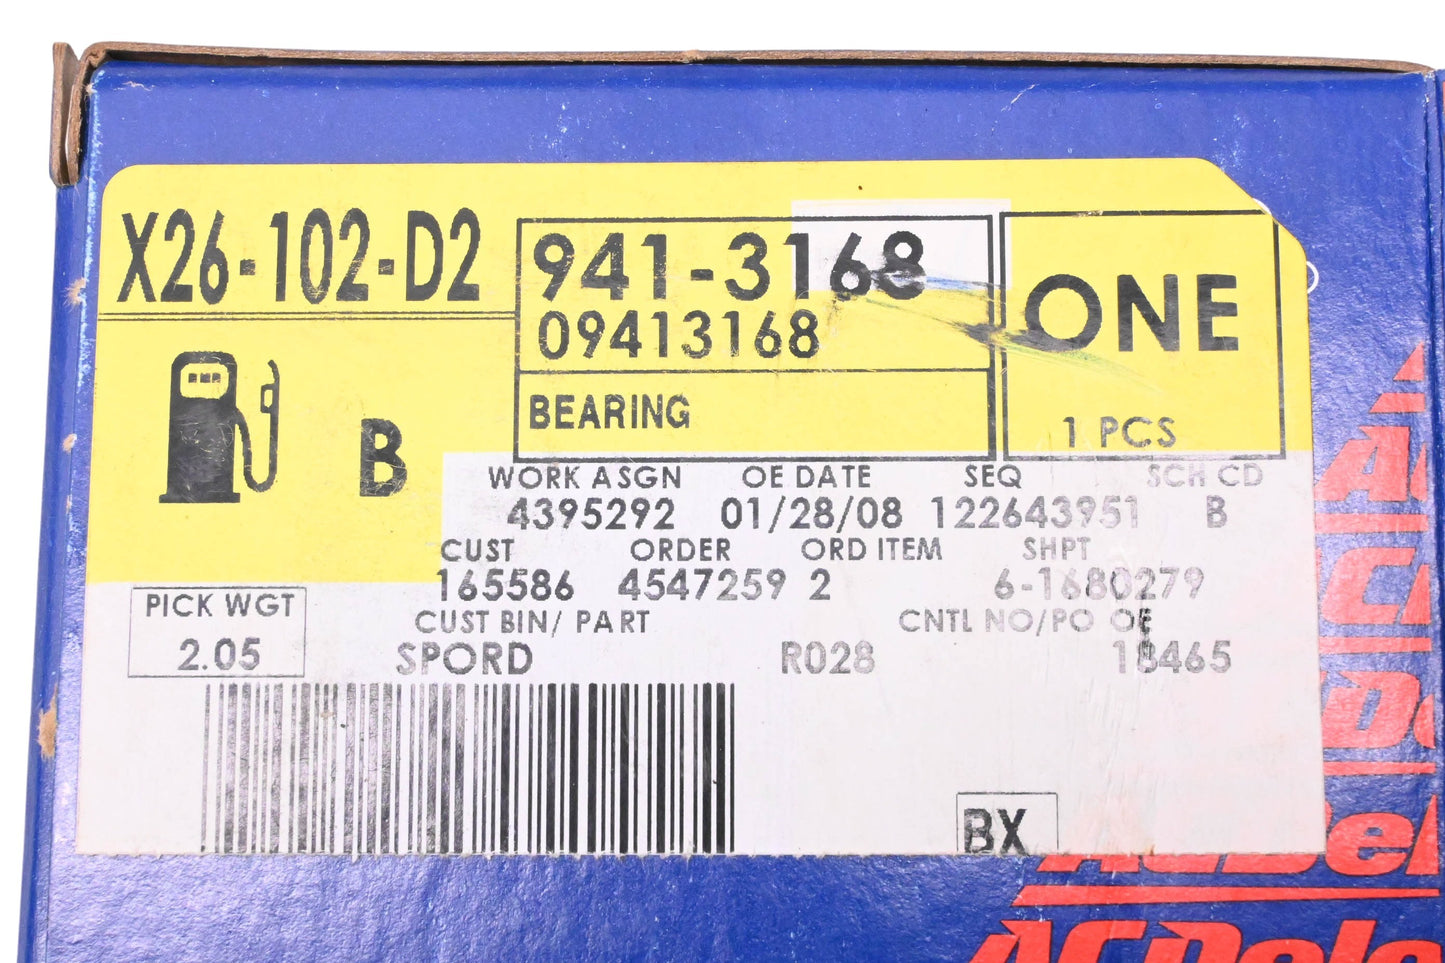 X26-102-D2
941-3168
09413168
BEARING
ONE
1 PCS
B
WORK ASGN OE DATE SEQ SCH CD
4395292 01/28/08 122643951 B
CUST ORDER ORD ITEM SHPT
165586 4547259 2 6-1680279
PICK WGT
2.05
CUST BIN/ PART CNTL NO/PO OE
SPORD R028 18465
BX
ACDel
ACDelc